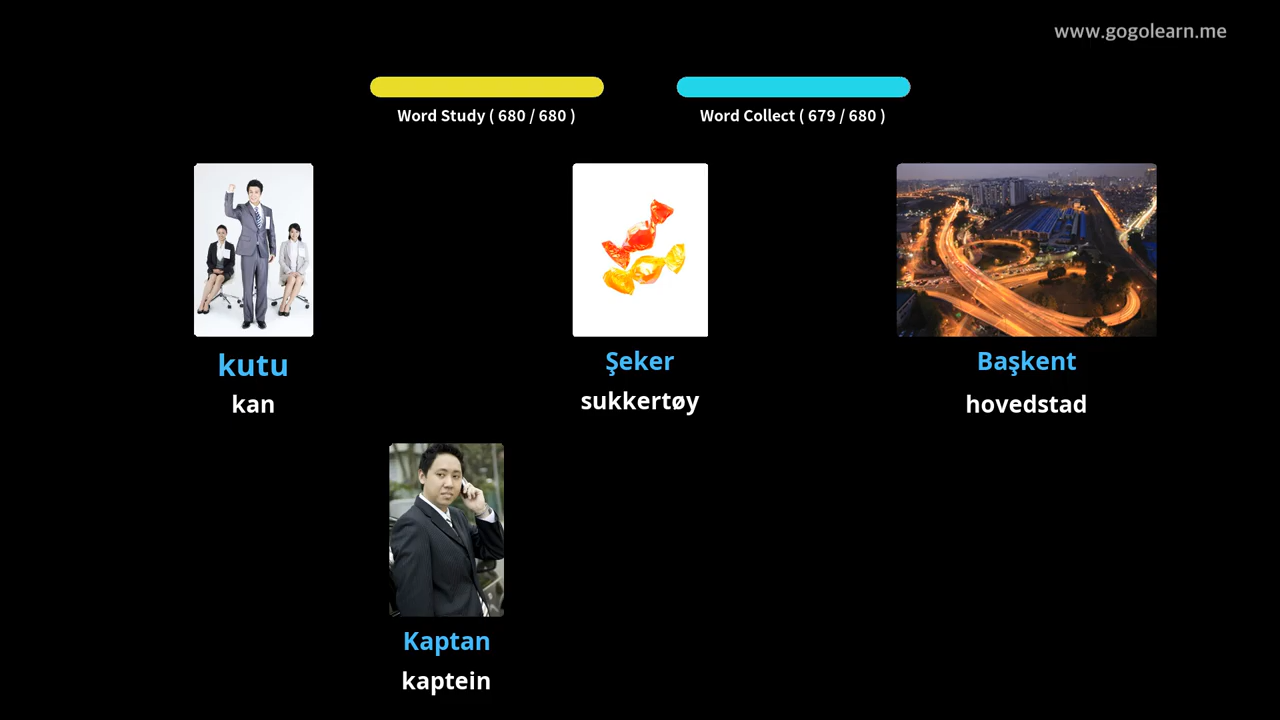 www.gogolearn.me
Word Study ( 680 / 680 )
Word Collect ( 679 / 680 )
kutu
kan
Şeker
sukkertøy
Başkent
hovedstad
Kaptan
kaptein